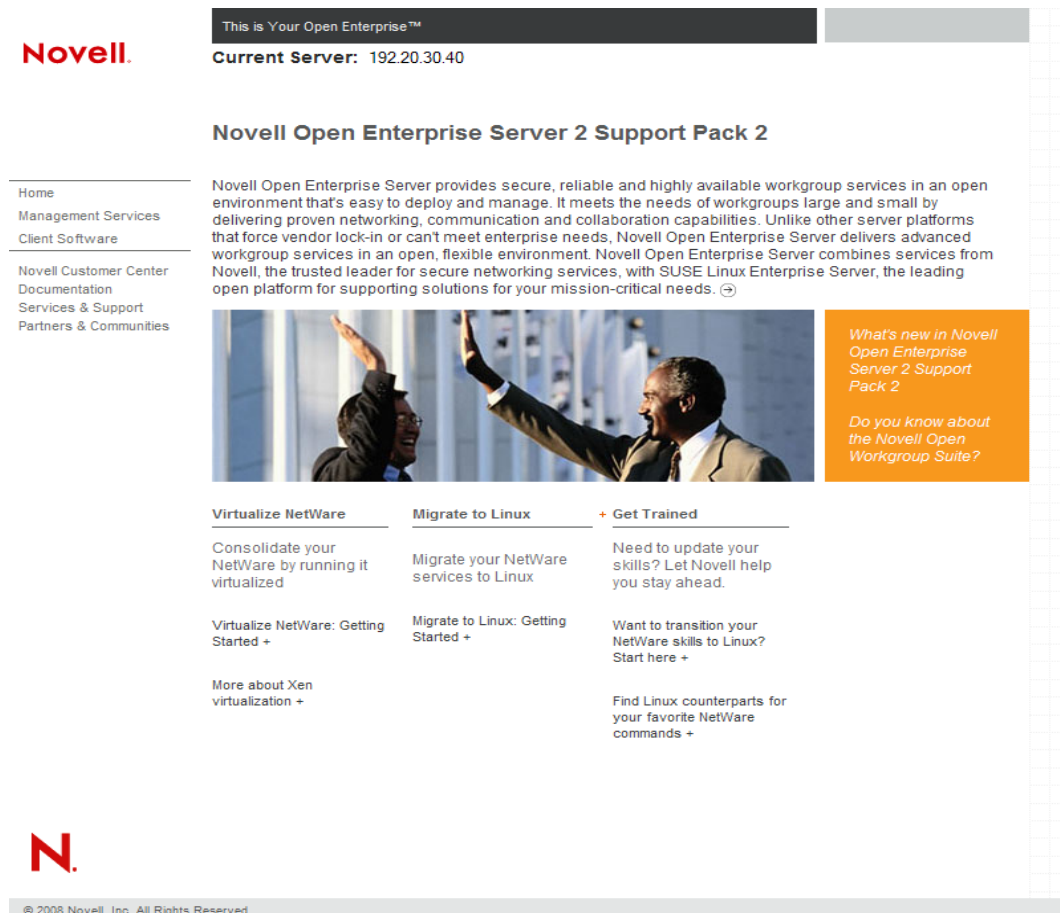 This is Your Open Enterprise™
Novell.
Current Server: 192.20.30.40
Novell Open Enterprise Server 2 Support Pack 2
Home
Management Services
Client Software
Novell Customer Center
Documentation
Services & Support
Partners & Communities
Novell Open Enterprise Server provides secure, reliable and highly available workgroup services in an open
environment that's easy to deploy and manage. It meets the needs of workgroups large and small by
delivering proven networking, communication and collaboration capabilities. Unlike other server platforms
that force vendor lock-in or can't meet enterprise needs, Novell Open Enterprise Server delivers advanced
workgroup services in an open, flexible environment. Novell Open Enterprise Server combines services from
Novell, the trusted leader for secure networking services, with SUSE Linux Enterprise Server, the leading
open platform for supporting solutions for your mission-critical needs.
What's new in Novell
Open Enterprise
Server 2 Support
Pack 2
Do you know about
the Novell Open
Workgroup Suite?
Virtualize NetWare
Consolidate your
NetWare by running it
virtualized
Virtualize NetWare: Getting
Started +
More about Xen
virtualization +
Migrate to Linux
Migrate your NetWare
services to Linux
Migrate to Linux: Getting
Started +
+ Get Trained
Need to update your
skills? Let Novell help
you stay ahead.
Want to transition your
NetWare skills to Linux?
Start here +
Find Linux counterparts for
your favorite NetWare
commands +
N.
© 2008 Novell, Inc. All Rights Reserved